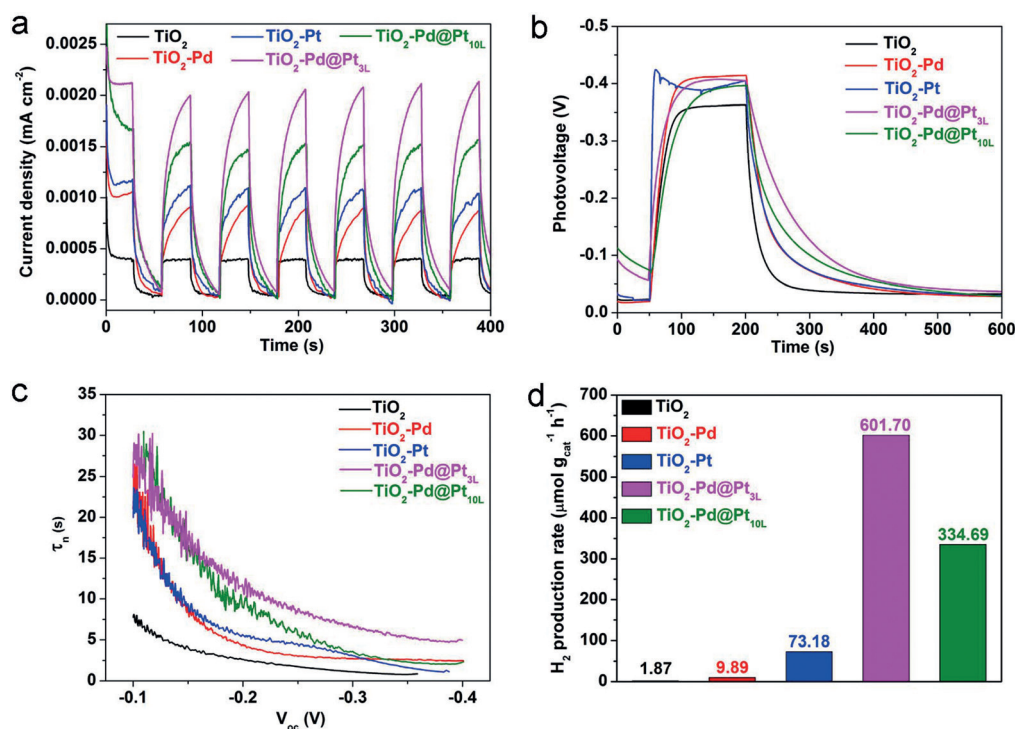 a
TiO2 TiO2-Pt TiO2-Pd@Pt10L
TiO2-Pd TiO2-Pd@Pt3L
Current density (mA cm-2)
0.0025
0.0020
0.0015
0.0010
0.0005
0.0000
0 100 200 300 400
Time (s)
b
TiO2
TiO2-Pd
TiO2-Pt
TiO2-Pd@Pt3L
TiO2-Pd@Pt10L
Photovoltage (V)
-0.5
-0.4
-0.3
-0.2
-0.1
0.0
0 100 200 300 400 500 600
Time (s)
c
TiO2
TiO2-Pd
TiO2-Pt
TiO2-Pd@Pt3L
TiO2-Pd@Pt10L
τn (s)
35
30
25
20
15
10
5
0
-0.1 -0.2 -0.3 -0.4
Voc (V)
d
TiO2
TiO2-Pd
TiO2-Pt
TiO2-Pd@Pt3L
TiO2-Pd@Pt10L
H2 production rate (μmol gcat-1 h-1)
700
600
500
400
300
200
100
0
1.87
9.89
73.18
601.70
334.69